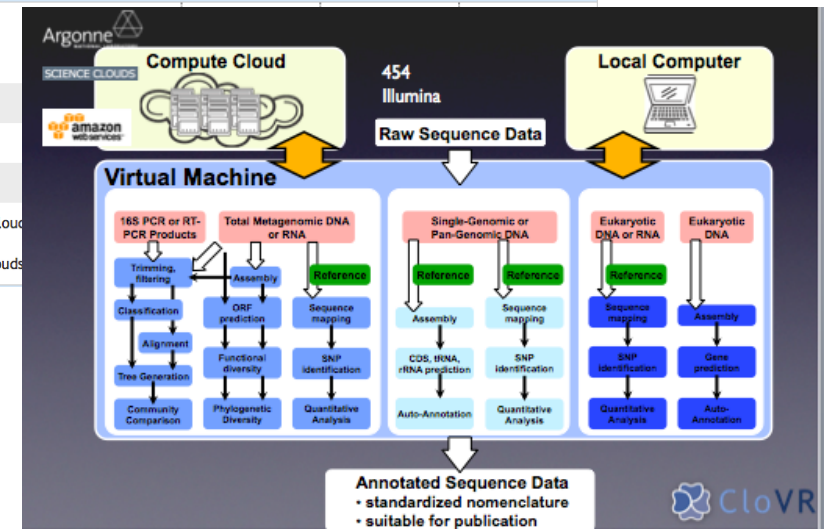 Argonne
NATIONAL LABORATORY
SCIENCE CLOUDS
amazon
webservices
Compute Cloud
454
Illumina
Raw Sequence Data
Local Computer
Virtual Machine
16S PCR or RT-
PCR Products
Total Metagenomic DNA
or RNA
Single-Genomic or
Pan-Genomic DNA
Eukaryotic
DNA or RNA
Eukaryotic
DNA
Trimming,
filtering
Classification
Alignment
Tree Generation
Community
Comparison
Assembly
ORF
prediction
Functional
diversity
Phylogenetic
Diversity
Reference
Sequence
mapping
SNP
identification
Quantitative
Analysis
Reference
Assembly
CDS, tRNA,
rRNA prediction
Auto-Annotation
Reference
Sequence
mapping
SNP
identification
Quantitative
Analysis
Reference
Sequence
mapping
SNP
identification
Quantitative
Analysis
Assembly
Gene
prediction
Auto-
Annotation
Annotated Sequence Data
• standardized nomenclature
• suitable for publication
CloVR